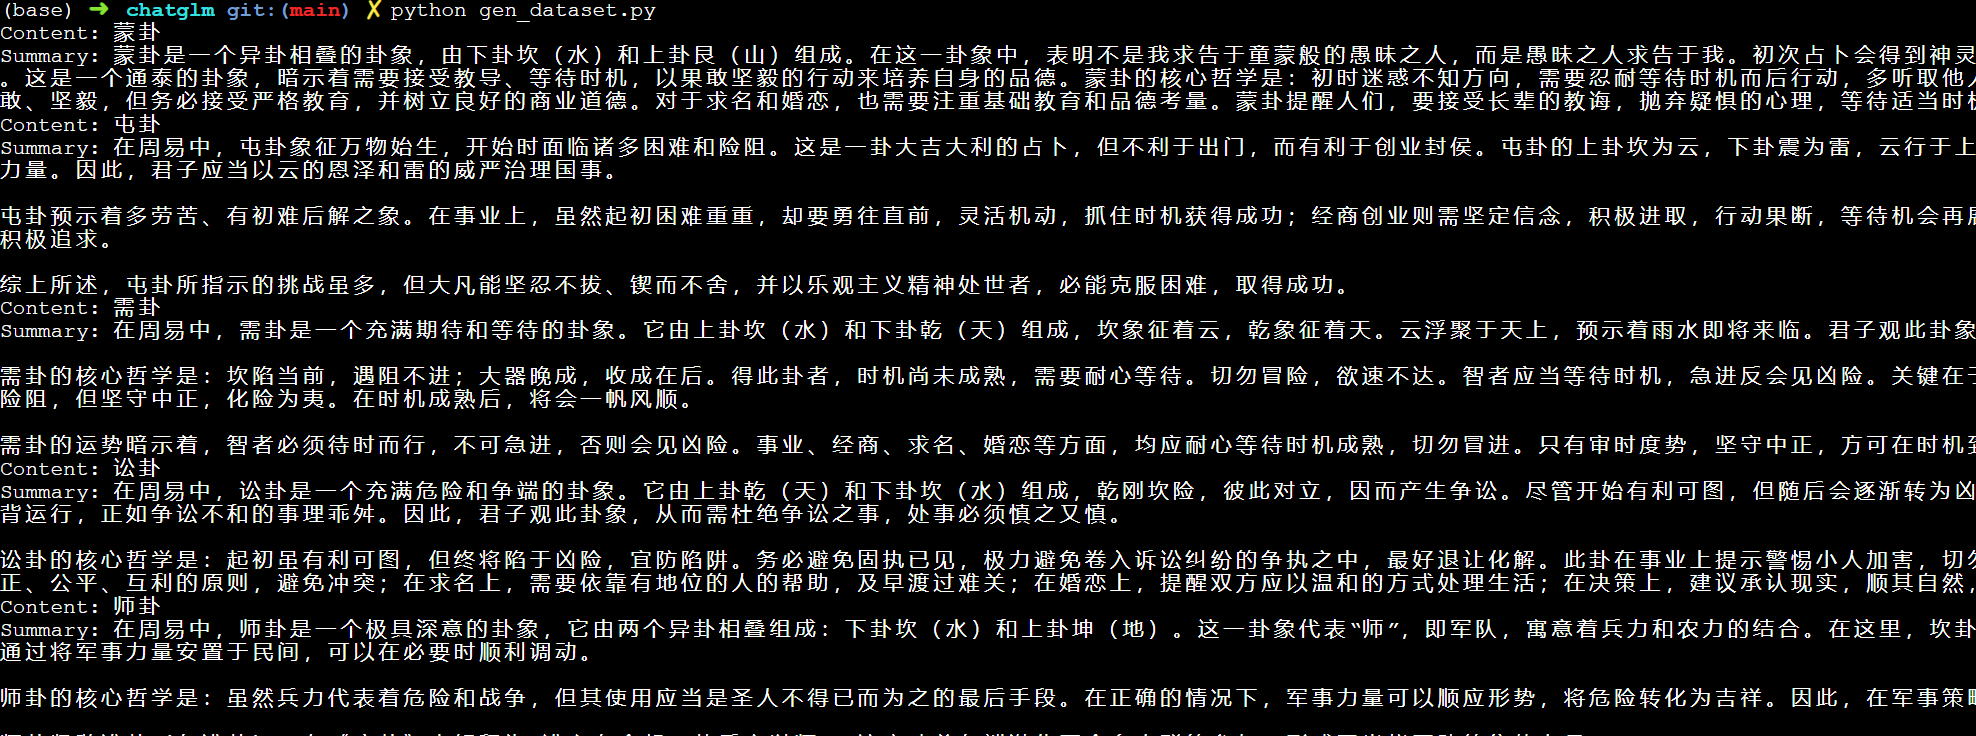 (base) ➜ chatglm git:(main) ✗ python gen_dataset.py
Content: 蒙卦
Summary: 蒙卦是一个异卦相叠的卦象，由下卦坎（水）和上卦艮（山）组成。在这一卦象中，表明不是我求告于童蒙般的愚昧之人，而是愚昧之人求告于我。初次占卜会得到神灵
。这是一个通泰的卦象，暗示着需要接受教导、等待时机，以果敢坚毅的行动来培养自身的品德。蒙卦的核心哲学是：初时迷惑不知方向，需要忍耐等待时机而后行动，多听取他人
敢、坚毅，但务必接受严格教育，并树立良好的商业道德。对于求名和婚恋，也需要注重基础教育和品德考量。蒙卦提醒人们，要接受长辈的教诲，抛弃疑惧的心理，等待适当时机
Content: 屯卦
Summary: 在周易中，屯卦象征万物始生，开始时面临诸多困难和险阻。这是一卦大吉大利的占卜，但不利于出门，而有利于创业封侯。屯卦的上卦坎为云，下卦震为雷，云行于上
力量。因此，君子应当以云的恩泽和雷的威严治理国事。
屯卦预示着多劳苦、有初难后解之象。在事业上，虽然起初困难重重，却要勇往直前，灵活机动，抓住时机获得成功；经商创业则需坚定信念，积极进取，行动果断，等待机会再展
积极追求。
综上所述，屯卦所指示的挑战虽多，但大凡能坚忍不拔、锲而不舍，并以乐观主义精神处世者，必能克服困难，取得成功。
Content: 需卦
Summary: 在周易中，需卦是一个充满期待和等待的卦象。它由上卦坎（水）和下卦乾（天）组成，坎象征着云，乾象征着天。云浮聚于天上，预示着雨水即将来临。君子观此卦象
需卦的核心哲学是：坎陷当前，遇阻不进；大器晚成，收成在后。得此卦者，时机尚未成熟，需要耐心等待。切勿冒险，欲速不达。智者应当等待时机，急进反会见凶险。关键在于
险阻，但坚守中正，化险为夷。在时机成熟后，将会一帆风顺。
需卦的运势暗示着，智者必须待时而行，不可急进，否则会见凶险。事业、经商、求名、婚恋等方面，均应耐心等待时机成熟，切勿冒进。只有审时度势，坚守中正，方可在时机到
Content: 讼卦
Summary: 在周易中，讼卦是一个充满危险和争端的卦象。它由上卦乾（天）和下卦坎（水）组成，乾刚坎险，彼此对立，因而产生争讼。尽管开始有利可图，但随后会逐渐转为凶
背运行，正如争讼不和的事理乖舛。因此，君子观此卦象，从而需杜绝争讼之事，处事必须慎之又慎。
讼卦的核心哲学是：起初虽有利可图，但终将陷于凶险，宜防陷阱。务必避免固执已见，极力避免卷入诉讼纠纷的争执之中，最好退让化解。此卦在事业上提示警惕小人加害，切勿
正、公平、互利的原则，避免冲突；在求名上，需要依靠有地位的人的帮助，及早渡过难关；在婚恋上，提醒双方应以温和的方式处理生活；在决策上，建议承认现实，顺其自然，
Content: 师卦
Summary: 在周易中，师卦是一个极具深意的卦象，它由两个异卦相叠组成：下卦坎（水）和上卦坤（地）。这一卦象代表“师”，即军队，寓意着兵力和农力的结合。在这里，坎卦
通过将军事力量安置于民间，可以在必要时顺利调动。
师卦的核心哲学是：虽然兵力代表着危险和战争，但其使用应当是圣人不得已而为之的最后手段。在正确的情况下，军事力量可以顺应形势，将危险转化为吉祥。因此，在军事策略